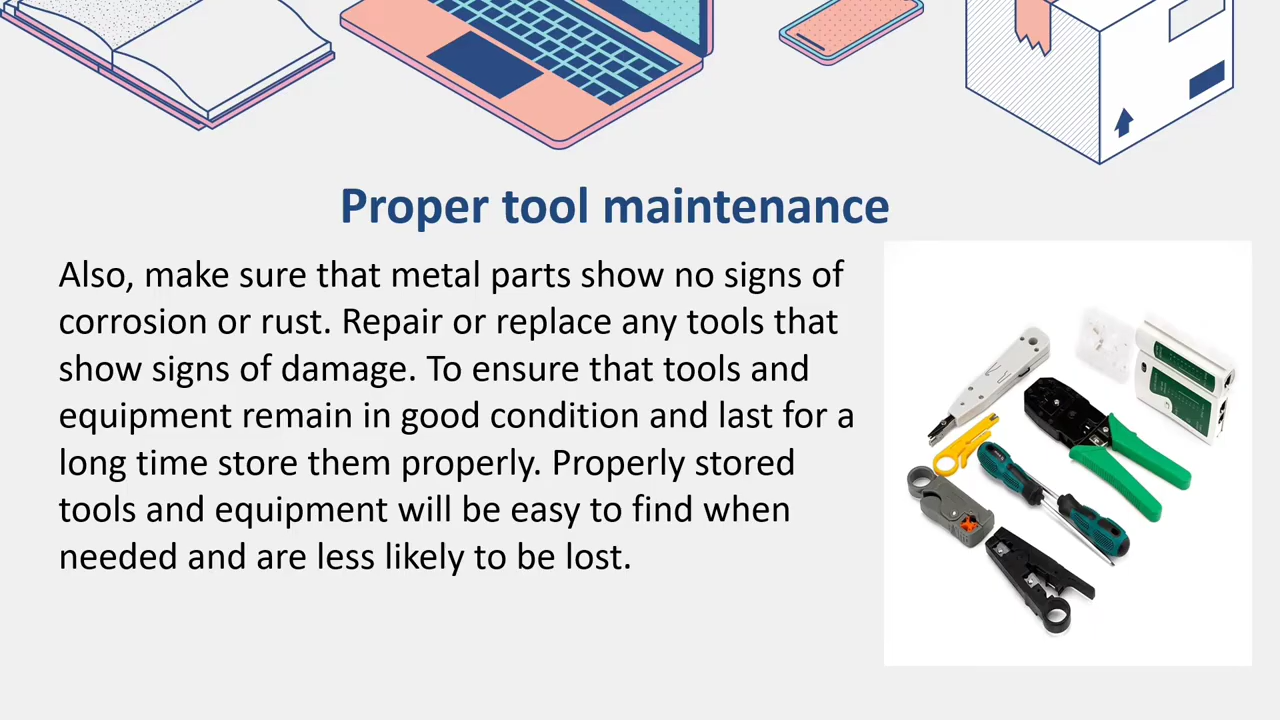 Proper tool maintenance
Also, make sure that metal parts show no signs of
corrosion or rust. Repair or replace any tools that
show signs of damage. To ensure that tools and
equipment remain in good condition and last for a
long time store them properly. Properly stored
tools and equipment will be easy to find when
needed and are less likely to be lost.